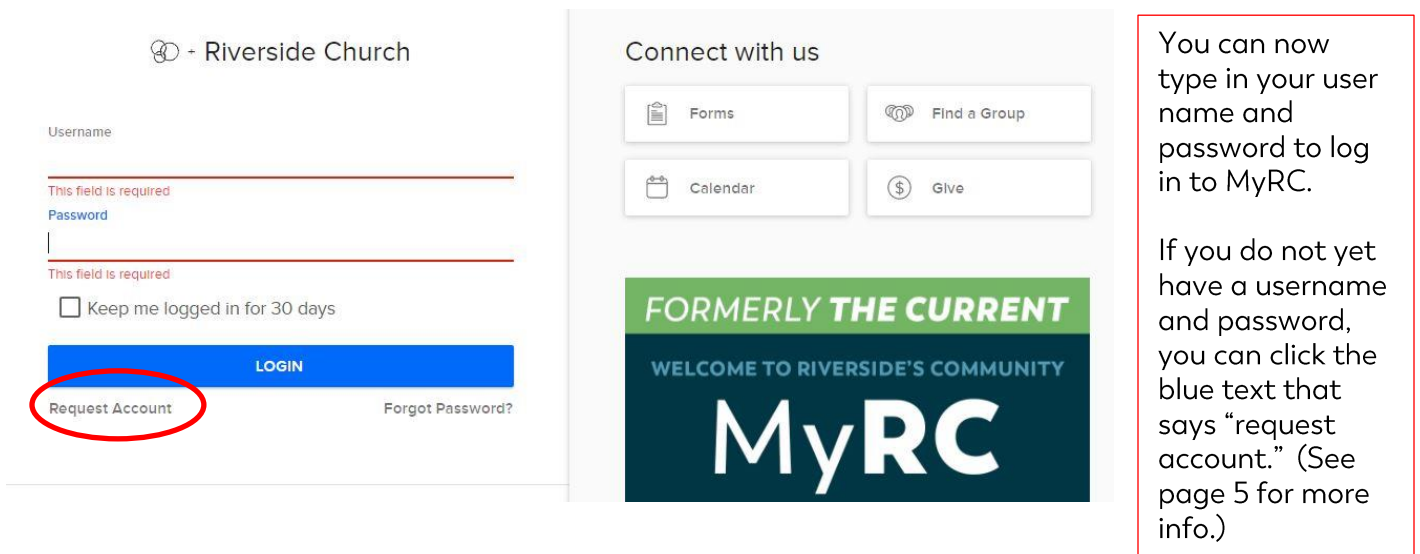 + Riverside Church
Username
This field is required
Password
This field is required
Keep me logged in for 30 days
LOGIN
Request Account
Forgot Password?
Connect with us
Forms
Find a Group
Calendar
Give
FORMERLY THE CURRENT
WELCOME TO RIVERSIDE'S COMMUNITY
MyRC
You can now
type in your user
name and
password to log
in to MyRC.
If you do not yet
have a username
and password,
you can click the
blue text that
says “request
account.” (See
page 5 for more
info.)